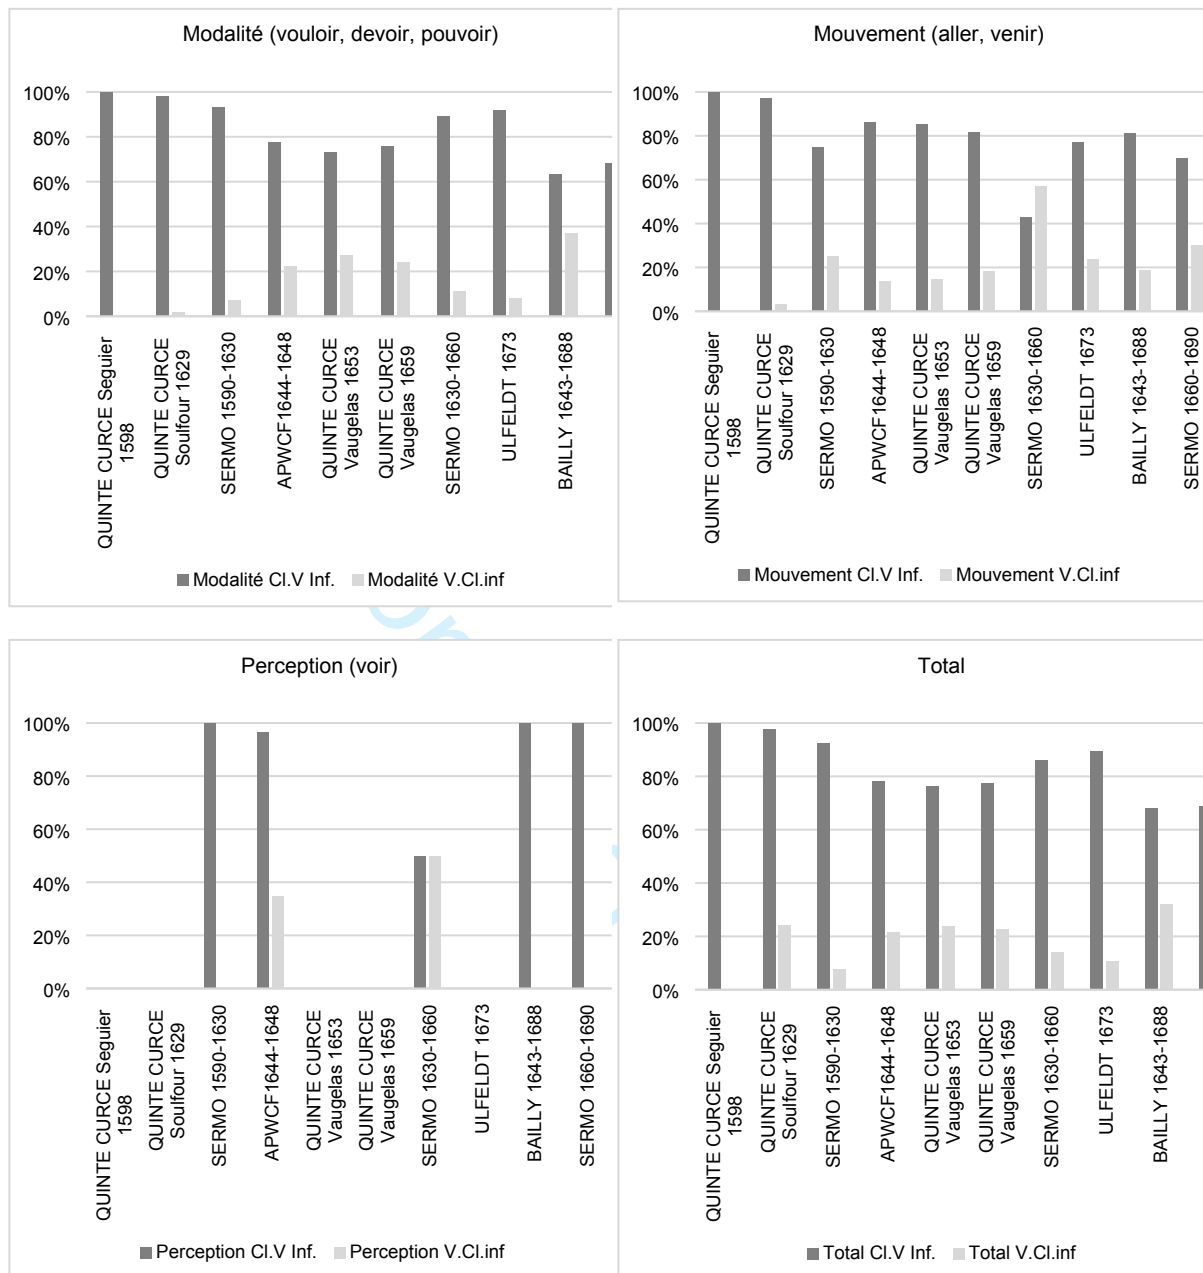 Modalité (vouloir, devoir, pouvoir)
100%
80%
60%
40%
20%
0%
QUINTE CURCE Seguier
1598
QUINTE CURCE
Soulfour 1629
SERMO 1590-1630
APWCF1644-1648
QUINTE CURCE
Vaugelas 1653
QUINTE CURCE
Vaugelas 1659
SERMO 1630-1660
ULFELDT 1673
BAILLY 1643-1688
Modalité Cl.V Inf. Modalité V.Cl.inf
Mouvement (aller, venir)
100%
80%
60%
40%
20%
0%
QUINTE CURCE Seguier
1598
QUINTE CURCE
Soulfour 1629
SERMO 1590-1630
APWCF1644-1648
QUINTE CURCE
Vaugelas 1653
QUINTE CURCE
Vaugelas 1659
SERMO 1630-1660
ULFELDT 1673
BAILLY 1643-1688
SERMO 1660-1690
Mouvement Cl.V Inf. Mouvement V.Cl.inf
Perception (voir)
100%
80%
60%
40%
20%
0%
QUINTE CURCE Seguier
1598
QUINTE CURCE
Soulfour 1629
SERMO 1590-1630
APWCF1644-1648
QUINTE CURCE
Vaugelas 1653
QUINTE CURCE
Vaugelas 1659
SERMO 1630-1660
ULFELDT 1673
BAILLY 1643-1688
SERMO 1660-1690
Perception Cl.V Inf. Perception V.Cl.inf
Total
100%
80%
60%
40%
20%
0%
QUINTE CURCE Seguier
1598
QUINTE CURCE
Soulfour 1629
SERMO 1590-1630
APWCF1644-1648
QUINTE CURCE
Vaugelas 1653
QUINTE CURCE
Vaugelas 1659
SERMO 1630-1660
ULFELDT 1673
BAILLY 1643-1688
Total Cl.V Inf. Total V.Cl.inf